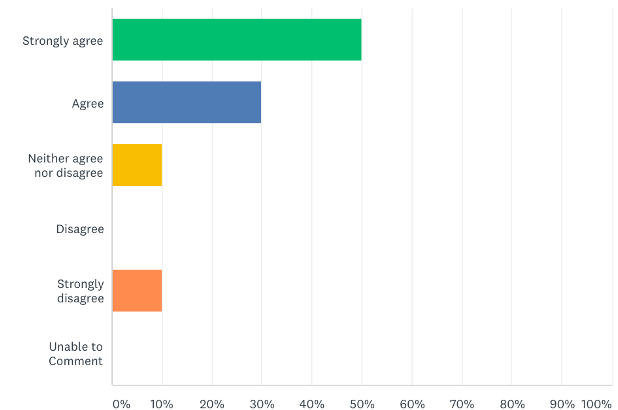 Strongly agree
Agree
Neither agree
nor disagree
Disagree
Strongly
disagree
Unable to
Comment
0% 10% 20% 30% 40% 50% 60% 70% 80% 90% 100%